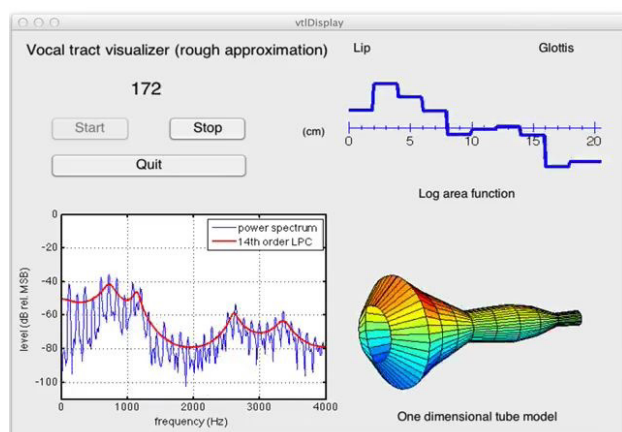 vtlDisplay
Vocal tract visualizer (rough approximation)
Lip
Glottis
172
Start
Stop
Quit
(cm)
0
5
10
15
20
Log area function
0
-20
-40
-60
-80
-100
level (dB rel.MSB)
power spectrum
14th order LPC
0
1000
2000
3000
4000
frequency (Hz)
One dimensional tube model